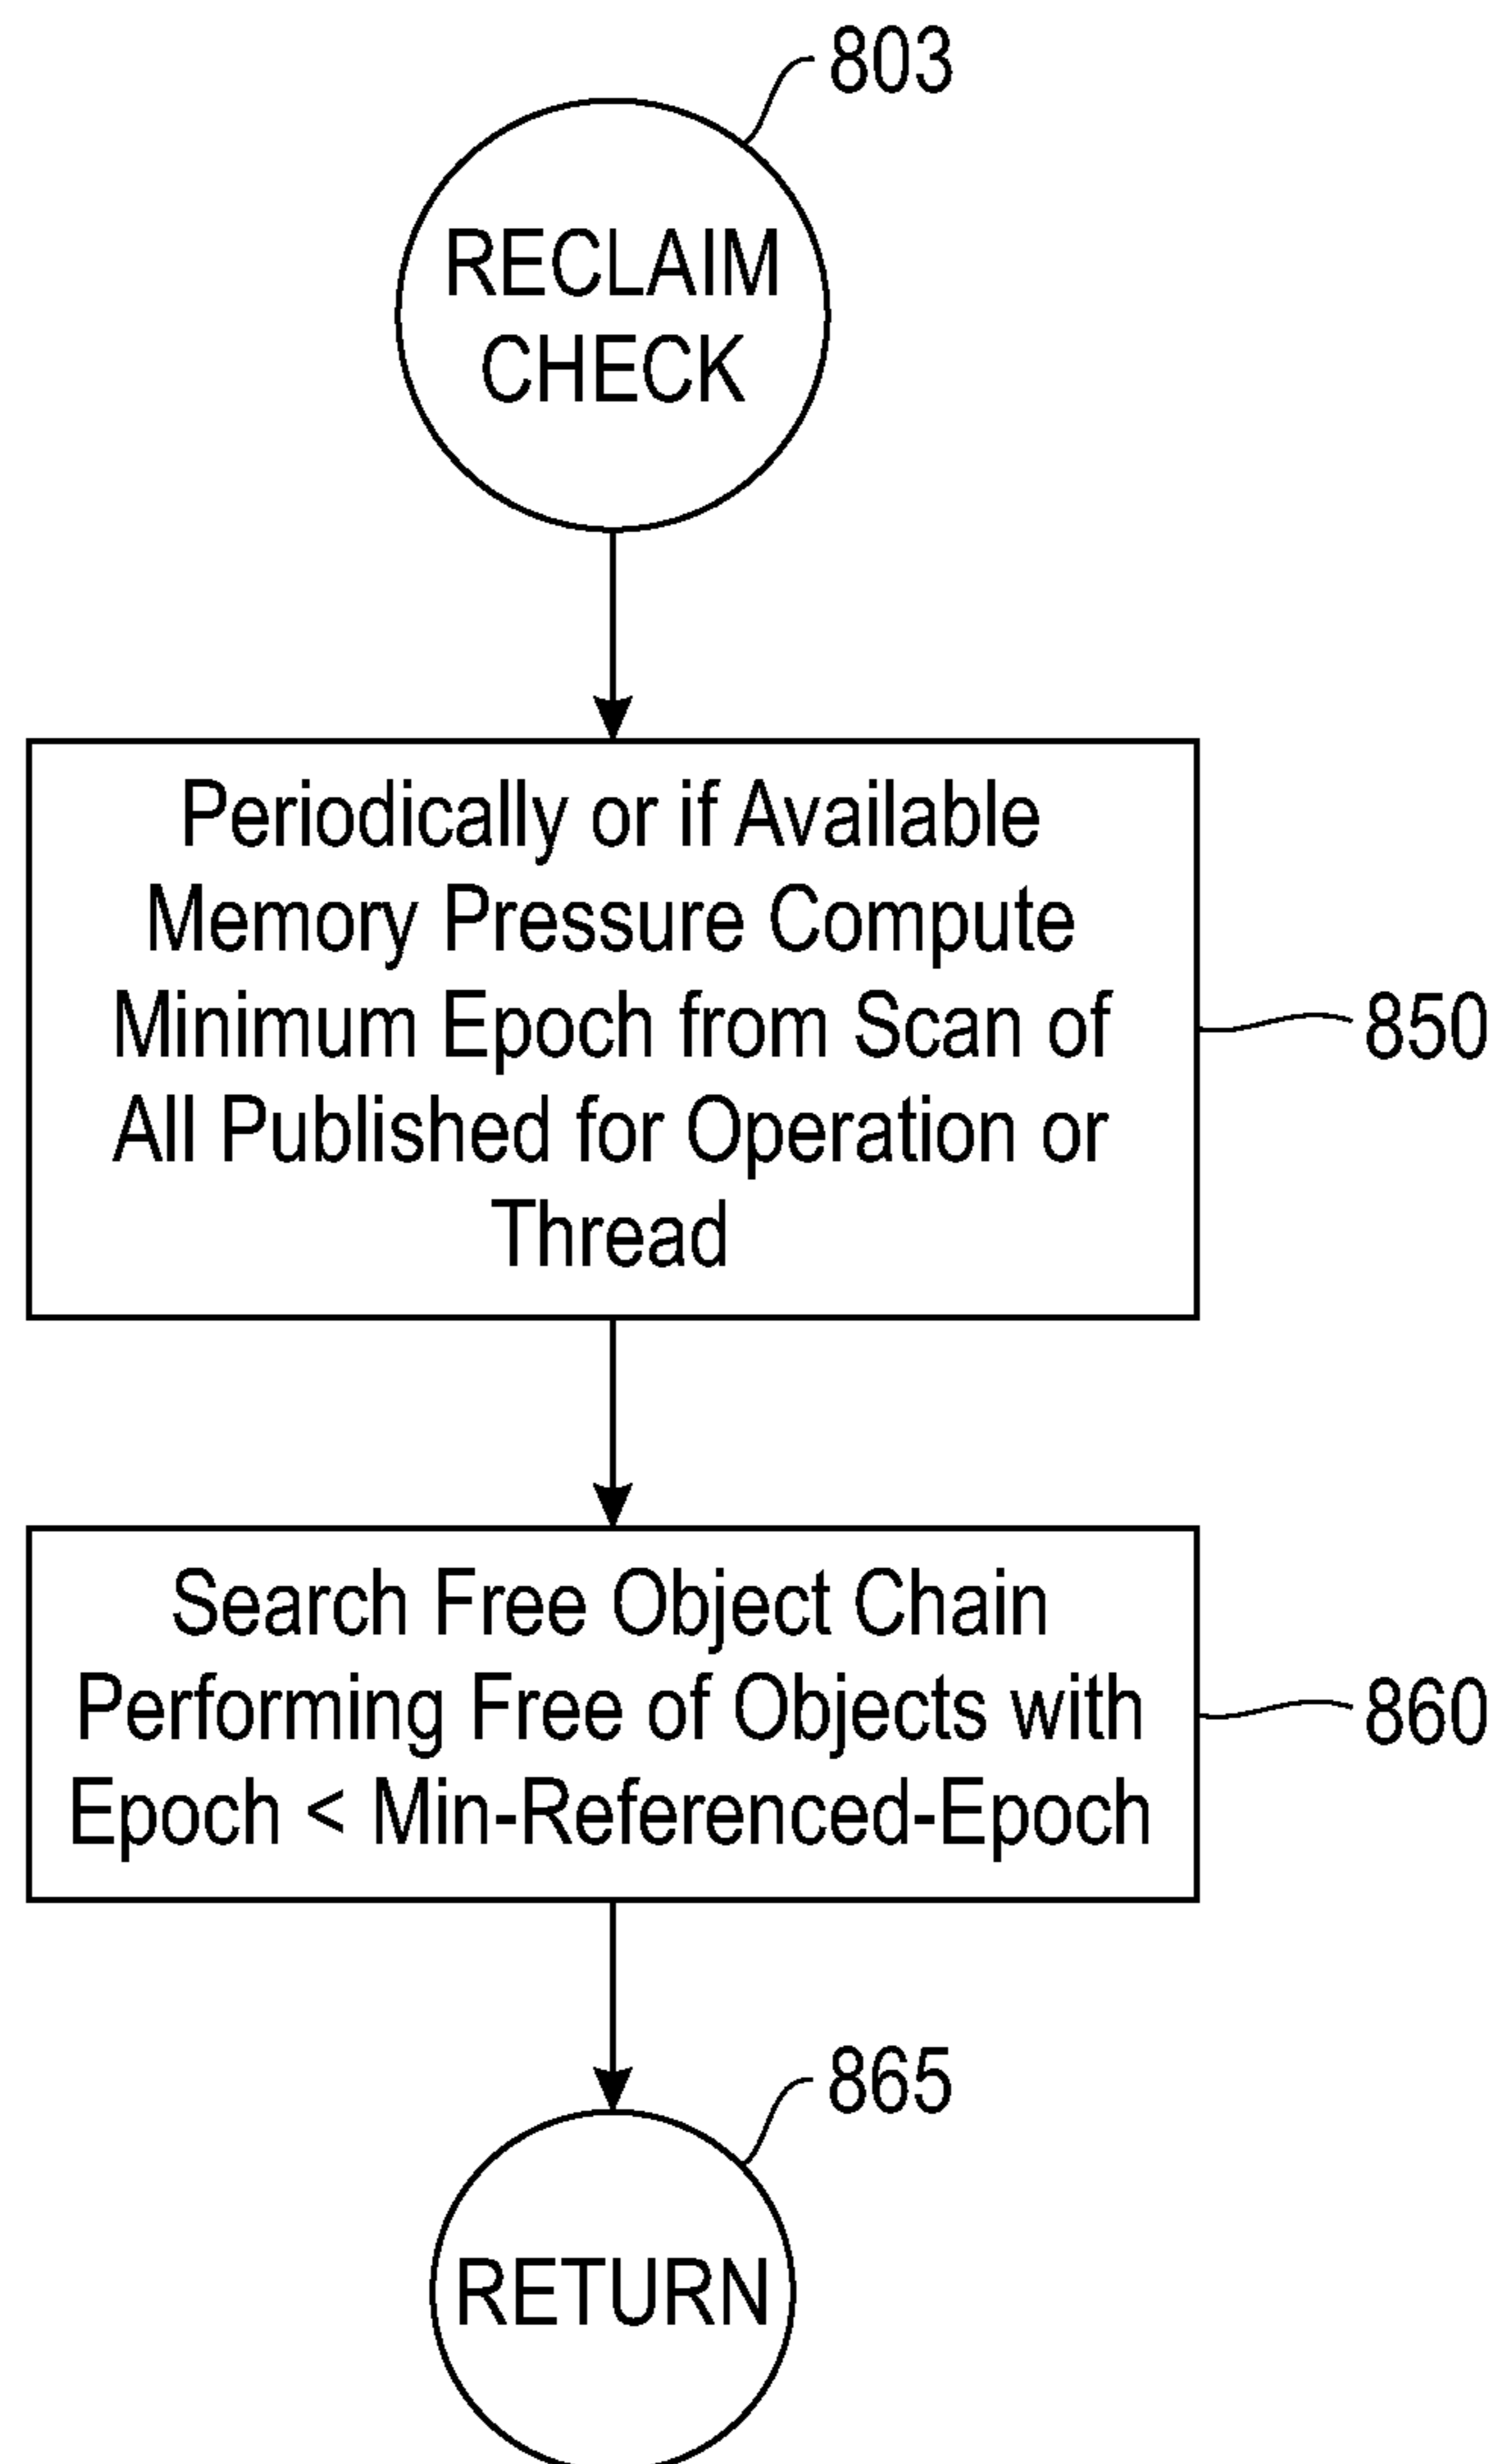 803
RECLAIM
CHECK
Periodically or if Available
Memory Pressure Compute
Minimum Epoch from Scan of
All Published for Operation or
Thread
850
Search Free Object Chain
Performing Free of Objects with
Epoch < Min-Referenced-Epoch
860
865
RETURN